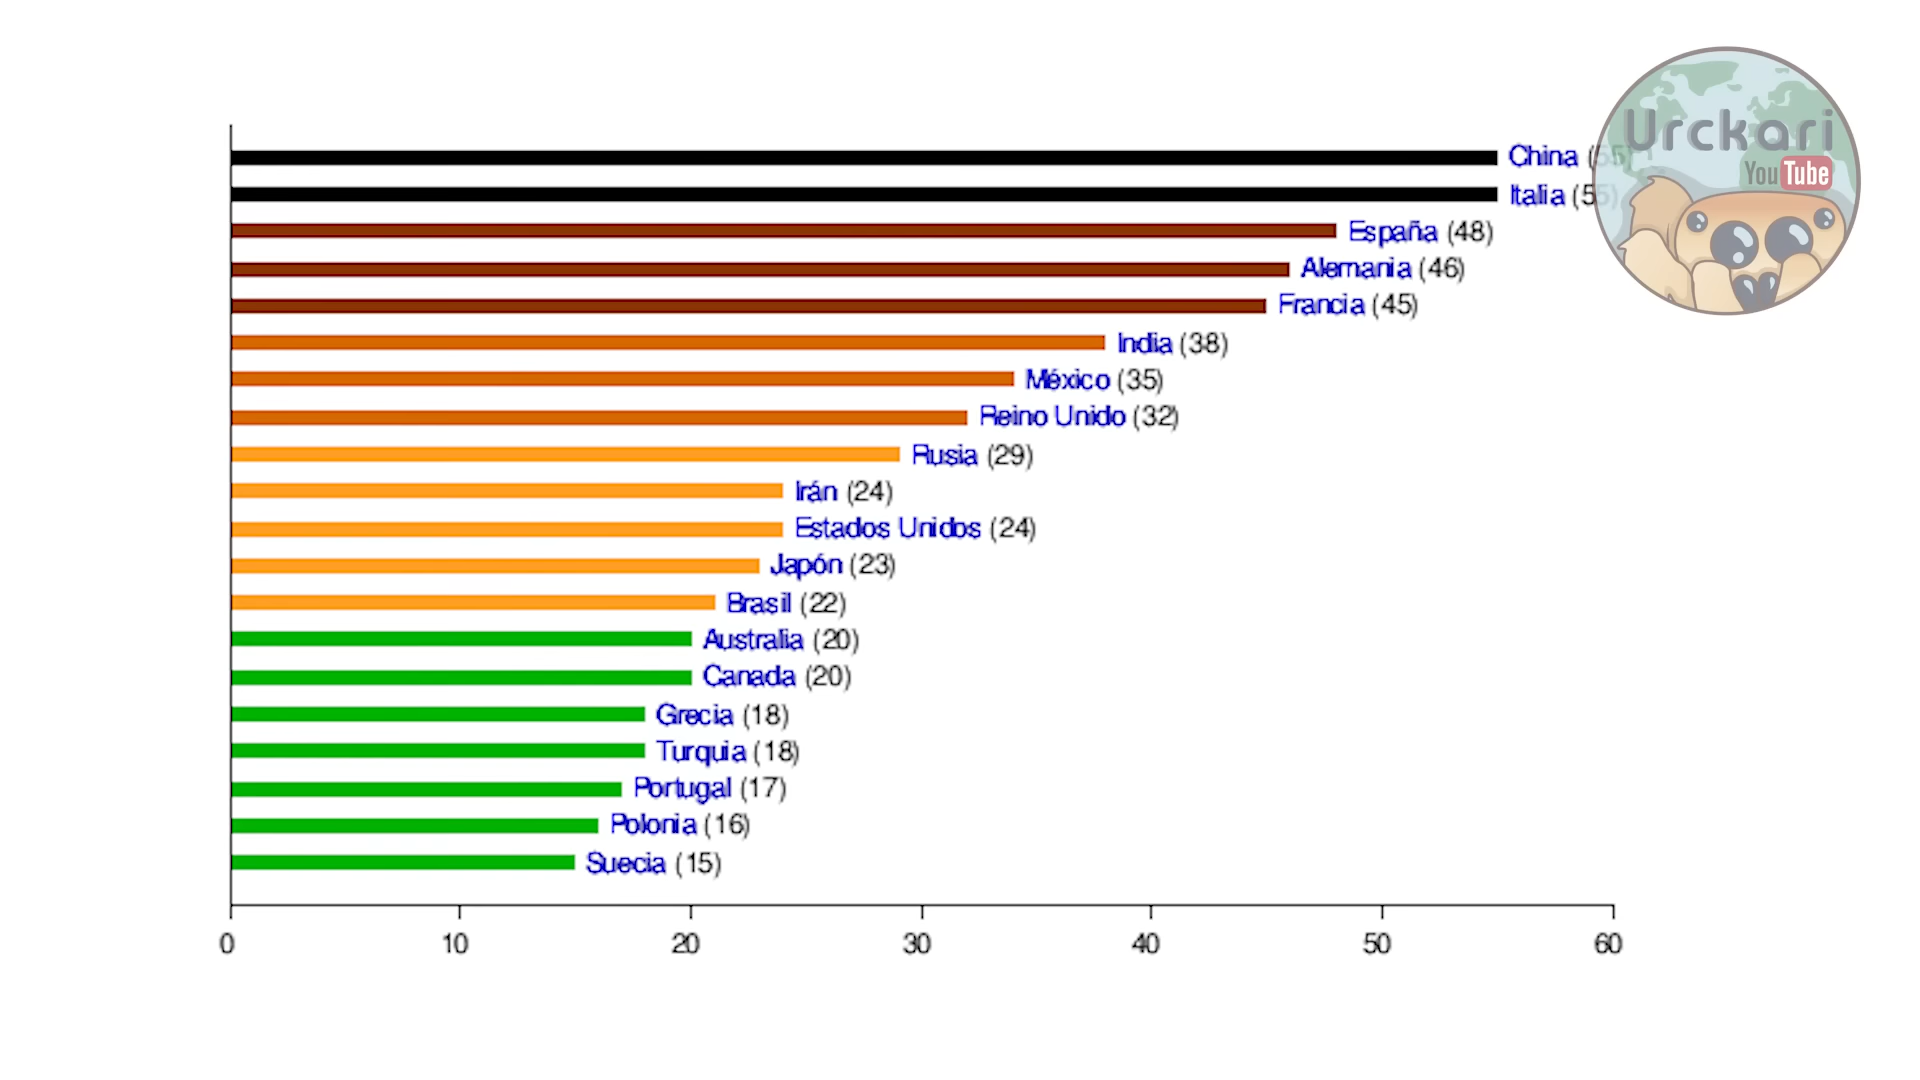 China (55)
Urckari
YouTube
Italia (55)
España (48)
Alemania (46)
Francia (45)
India (38)
México (35)
Reino Unido (32)
Rusia (29)
Irán (24)
Estados Unidos (24)
Japón (23)
Brasil (22)
Australia (20)
Canada (20)
Grecia (18)
Turquia (18)
Portugal (17)
Polonia (16)
Suecia (15)
0 10 20 30 40 50 60